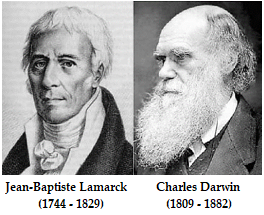 Jean-Baptiste Lamarck
(1744 - 1829)
Charles Darwin
(1809 - 1882)